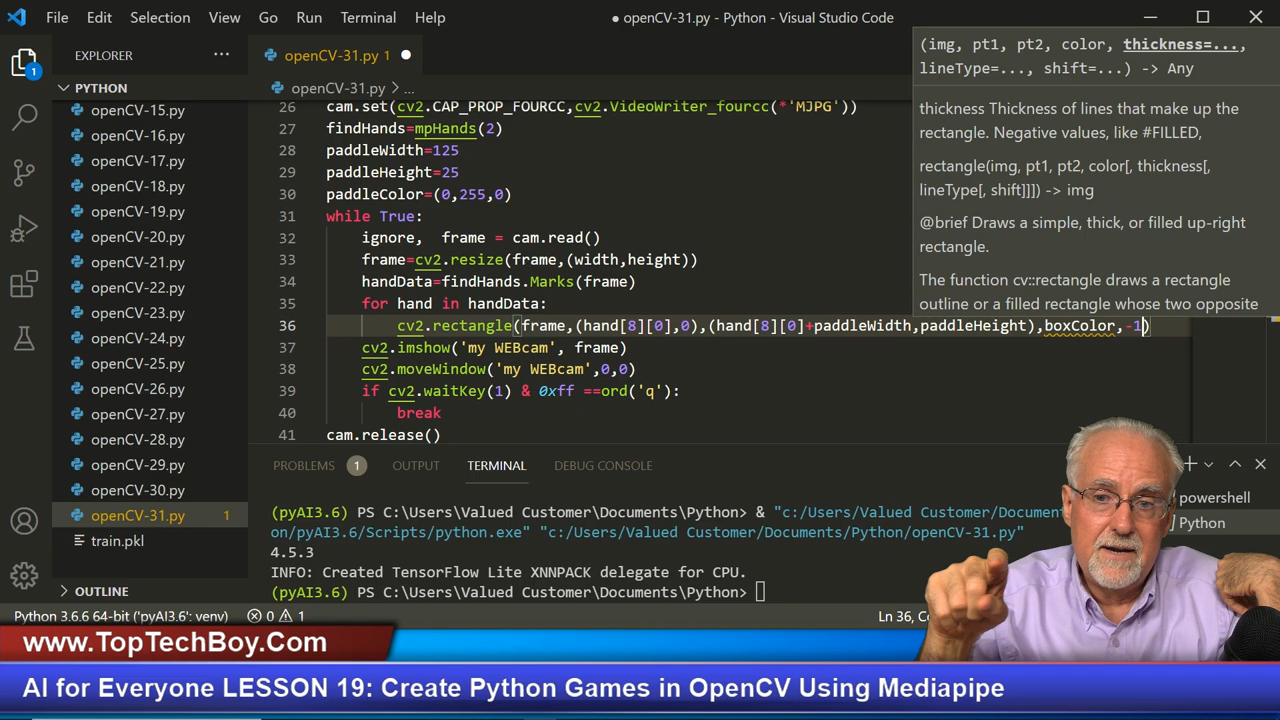 File Edit Selection View Go Run Terminal Help
● openCV-31.py - Python - Visual Studio Code
EXPLORER ...
1
PYTHON
openCV-15.py
openCV-16.py
openCV-17.py
openCV-18.py
openCV-19.py
openCV-20.py
openCV-21.py
openCV-22.py
openCV-23.py
openCV-24.py
openCV-25.py
openCV-26.py
openCV-27.py
openCV-28.py
openCV-29.py
openCV-30.py
openCV-31.py 1
train.pkl
OUTLINE
openCV-31.py 1 ●
openCV-31.py > ...
26 cam.set(cv2.CAP_PROP_FOURCC,cv2.VideoWriter_fourcc(*'MJPG'))
27 findHands=mpHands(2)
28 paddleWidth=125
29 paddleHeight=25
30 paddleColor=(0,255,0)
31 while True:
32 ignore, frame = cam.read()
33 frame=cv2.resize(frame,(width,height))
34 handData=findHands.Marks(frame)
35 for hand in handData:
36 cv2.rectangle(frame,(hand[8][0],0),(hand[8][0]+paddleWidth,paddleHeight),boxColor,-1)
37 cv2.imshow('my WEBcam', frame)
38 cv2.moveWindow('my WEBcam',0,0)
39 if cv2.waitKey(1) & 0xff ==ord('q'):
40 break
41 cam.release()
(img, pt1, pt2, color, thickness=...,
lineType=..., shift=...) -> Any
thickness Thickness of lines that make up the
rectangle. Negative values, like #FILLED,
rectangle(img, pt1, pt2, color[, thickness[,
lineType[, shift]]]) -> img
@brief Draws a simple, thick, or filled up-right
rectangle.
The function cv::rectangle draws a rectangle
outline or a filled rectangle whose two opposite
PROBLEMS 1 OUTPUT TERMINAL DEBUG CONSOLE
(pyAI3.6) PS C:\Users\Valued Customer\Documents\Python> & "c:/Users/Valued Customer/Document
on/pyAI3.6/Scripts/python.exe" "c:/Users/Valued Customer/Documents/Python/openCV-31.py"
4.5.3
INFO: Created TensorFlow Lite XNNPACK delegate for CPU.
(pyAI3.6) PS C:\Users\Valued Customer\Documents\Python>
powershell
Python
Python 3.6.6 64-bit ('pyAI3.6': venv) 0 1
Ln 36,
www.TopTechBoy.Com
AI for Everyone LESSON 19: Create Python Games in OpenCV Using Mediapipe